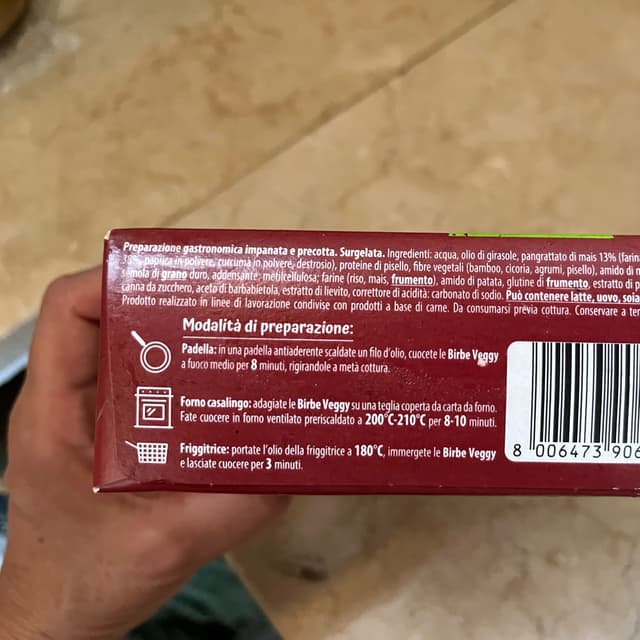 Preparazione gastronomica impanata e precotta. Surgelata. Ingredienti: acqua, olio di girasole, pangrattato di mais 13% (farin
38%, paprica in polvere, curcuma in polvere, destrosio), proteine di pisello, fibre vegetali (bamboo, cicoria, agrumi, pisello), amido di m
semola di grano duro, addensante: metilcellulosa; farine (riso, mais, frumento), amido di patata, glutine di frumento, estratto di p
canna da zucchero, aceto di barbabietola, estratto di lievito, correttore di acidità: carbonato di sodio. Può contenere latte, uovo, soia
Prodotto realizzato in linee di lavorazione condivise con prodotti a base di carne. Da consumarsi previa cottura. Conservare a ter
Modalità di preparazione:
Padella: in una padella antiaderente scaldate un filo d'olio, cuocete le Birbe Veggy
a fuoco medio per 8 minuti, rigirandole a metà cottura.
Forno casalingo: adagiate le Birbe Veggy su una teglia coperta da carta da forno.
Fate cuocere in forno ventilato preriscaldato a 200°C-210°C per 8-10 minuti.
Friggitrice: portate l'olio della friggitrice a 180°C, immergete le Birbe Veggy
e lasciate cuocere per 3 minuti.
8 006473 906